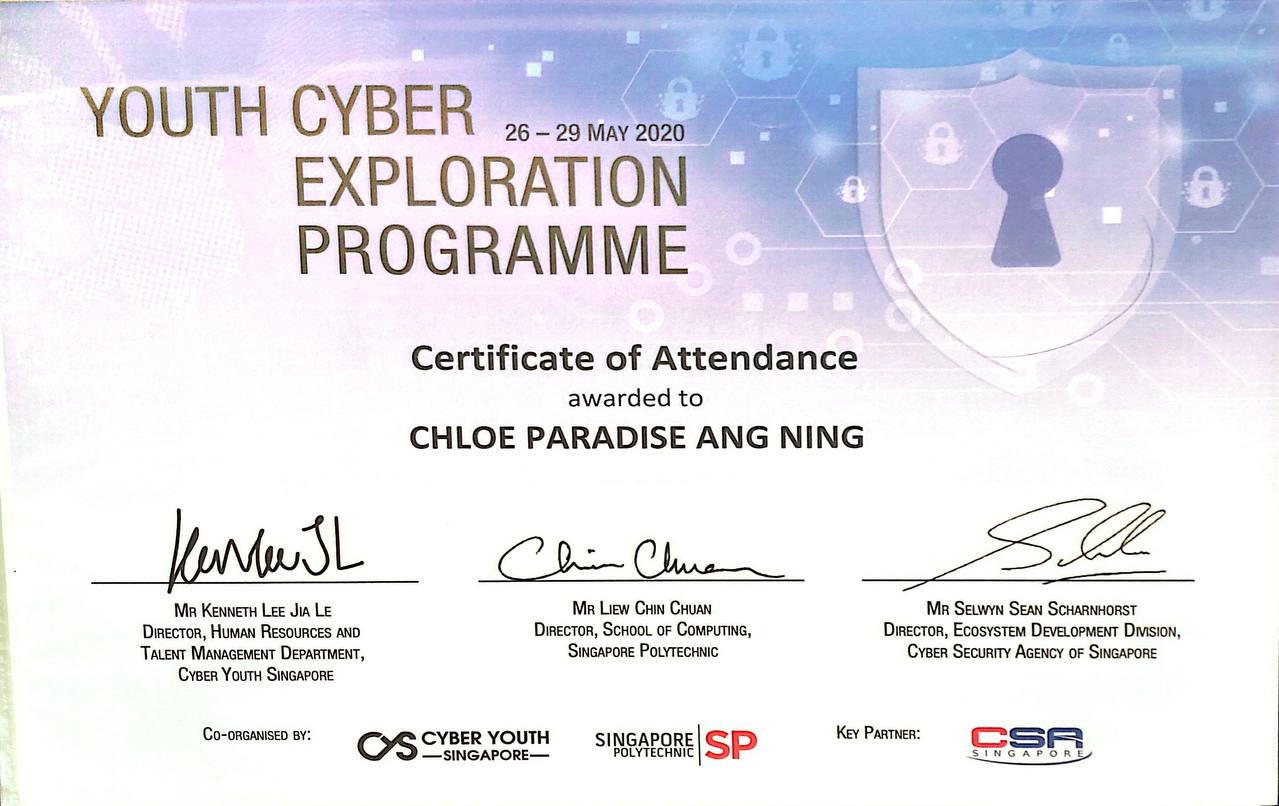 YOUTH CYBER
26 – 29 MAY 2020
EXPLORATION
PROGRAMME
Certificate of Attendance
awarded to
CHLOE PARADISE ANG NING
Kenneth JL
Chin Chuan
MR KENNETH LEE JIA LE
DIRECTOR, HUMAN RESOURCES AND
TALENT MANAGEMENT DEPARTMENT,
CYBER YOUTH SINGAPORE
MR LIEW CHIN CHUAN
DIRECTOR, SCHOOL OF COMPUTING,
SINGAPORE POLYTECHNIC
MR SELWYN SEAN SCHARNHORST
DIRECTOR, ECOSYSTEM DEVELOPMENT DIVISION,
CYBER SECURITY AGENCY OF SINGAPORE
CO-ORGANISED BY:
CYS CYBER YOUTH
SINGAPORE
SINGAPORE
POLYTECHNIC
SP
KEY PARTNER:
CSA
SINGAPORE